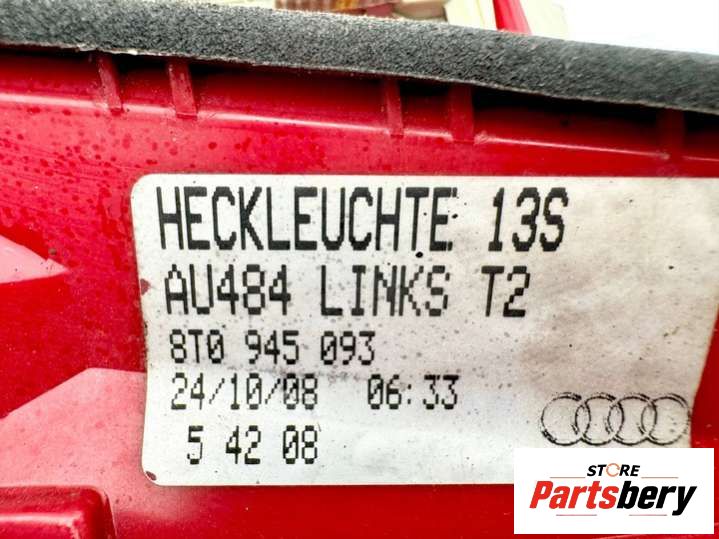 HECKLEUCHTE 13S
AU484 LINKS T2
8T0 945 093
24/10/08 06:33
5 42 08
STORE
Partsbery